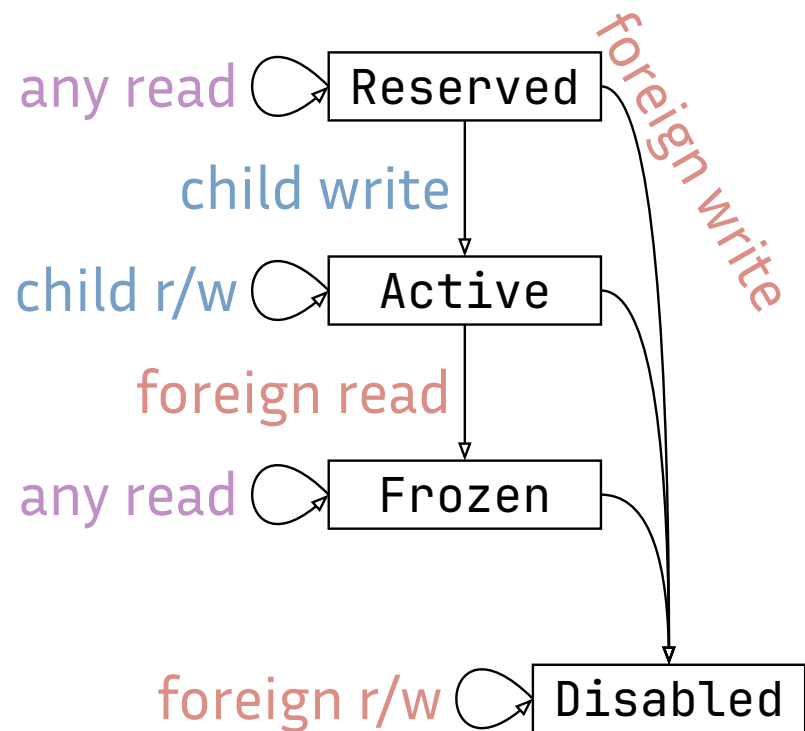 any read
Reserved
foreign write
child write
child r/w
Active
foreign read
any read
Frozen
foreign r/w
Disabled